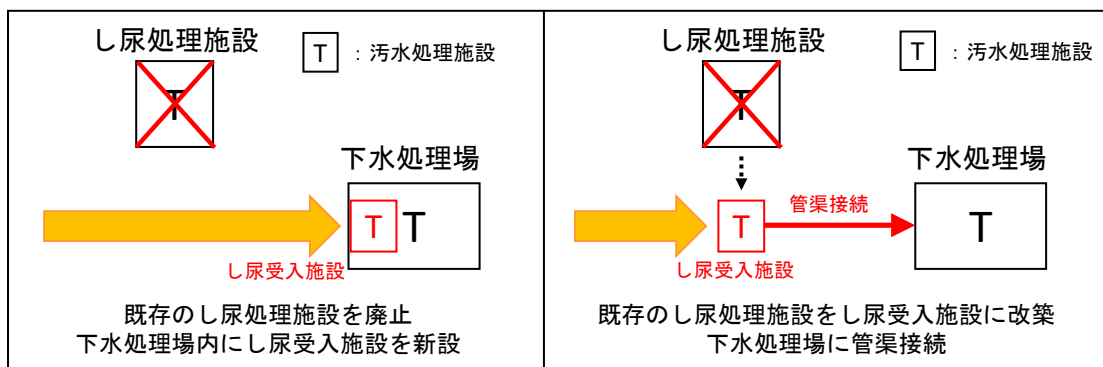 し尿処理施設
T ：汚水処理施設
T
下水処理場
T T
し尿受入施設
既存のし尿処理施設を廃止
下水処理場内にし尿受入施設を新設
し尿処理施設
T ：汚水処理施設
T
下水処理場
管渠接続
T
T
し尿受入施設
既存のし尿処理施設をし尿受入施設に改築
下水処理場に管渠接続